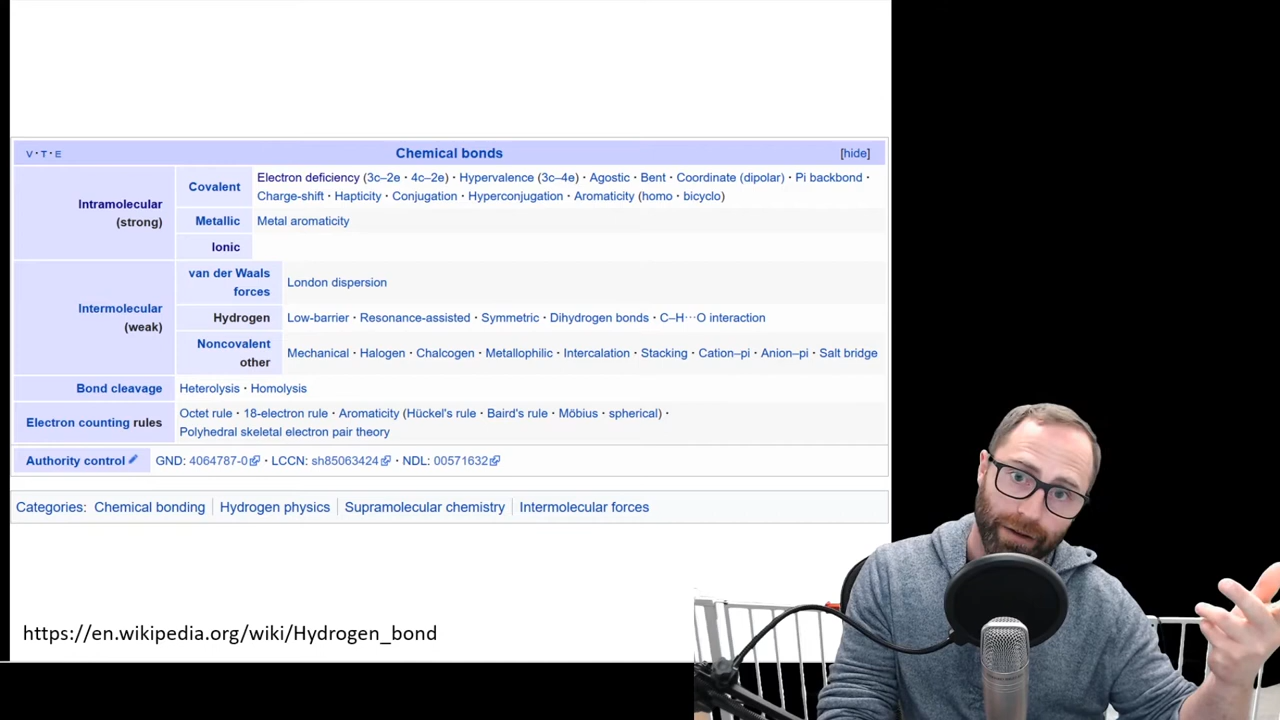 V · T · E Chemical bonds [hide]
Intramolecular (strong)
Covalent
Electron deficiency (3c–2e · 4c–2e) · Hypervalence (3c–4e) · Agostic · Bent · Coordinate (dipolar) · Pi backbond ·
Charge-shift · Hapticity · Conjugation · Hyperconjugation · Aromaticity (homo · bicyclo)
Metallic Metal aromaticity
Ionic
Intermolecular (weak)
van der Waals forces
London dispersion
Hydrogen Low-barrier · Resonance-assisted · Symmetric · Dihydrogen bonds · C–H···O interaction
Noncovalent other
Mechanical · Halogen · Chalcogen · Metallophilic · Intercalation · Stacking · Cation–pi · Anion–pi · Salt bridge
Bond cleavage Heterolysis · Homolysis
Electron counting rules
Octet rule · 18-electron rule · Aromaticity (Hückel's rule · Baird's rule · Möbius · spherical) ·
Polyhedral skeletal electron pair theory
Authority control GND: 4064787-0 · LCCN: sh85063424 · NDL: 00571632
Categories: Chemical bonding | Hydrogen physics | Supramolecular chemistry | Intermolecular forces
https://en.wikipedia.org/wiki/Hydrogen_bond